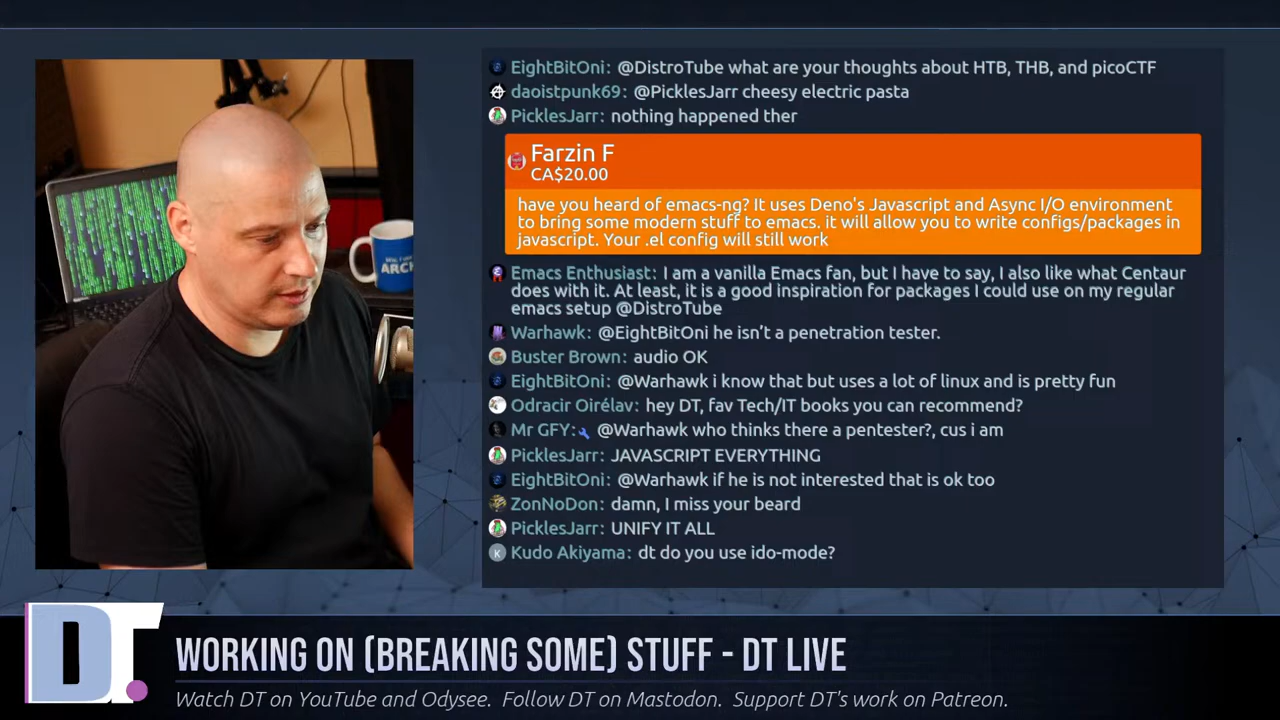 EightBitOni: @DistroTube what are your thoughts about HTB, THB, and picoCTF
daoistpunk69: @PicklesJarr cheesy electric pasta
PicklesJarr: nothing happened ther
Farzin F
CA$20.00
have you heard of emacs-ng? It uses Deno's Javascript and Async I/O environment
to bring some modern stuff to emacs. it will allow you to write configs/packages in
javascript. Your .el config will still work
Emacs Enthusiast: I am a vanilla Emacs fan, but I have to say, I also like what Centaur
does with it. At least, it is a good inspiration for packages I could use on my regular
emacs setup @DistroTube
Warhawk: @EightBitOni he isn't a penetration tester.
Buster Brown: audio OK
EightBitOni: @Warhawk i know that but uses a lot of linux and is pretty fun
Odracir Oirélav: hey DT, fav Tech/IT books you can recommend?
Mr GFY: @Warhawk who thinks there a pentester?, cus i am
PicklesJarr: JAVASCRIPT EVERYTHING
EightBitOni: @Warhawk if he is not interested that is ok too
ZonNoDon: damn, I miss your beard
PicklesJarr: UNIFY IT ALL
K Kudo Akiyama: dt do you use ido-mode?
ARCH
DT.
WORKING ON (BREAKING SOME) STUFF - DT LIVE
Watch DT on YouTube and Odysee. Follow DT on Mastodon. Support DT's work on Patreon.